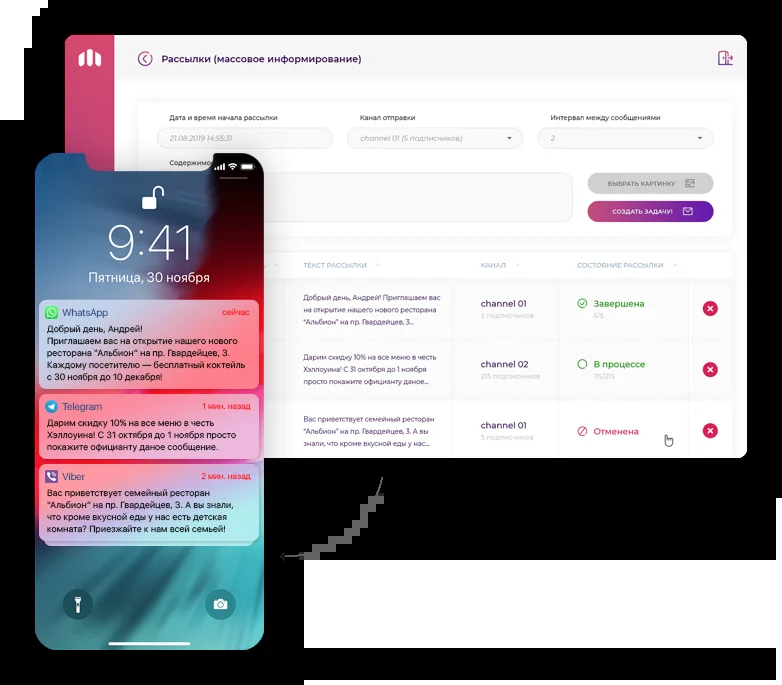 Рассылки (массовое информирование)
Дата и время начала рассылки
Канал отправки
Интервал между сообщениями
21.08.2019 14:55:31
channel 01 (5 подписчиков)
2
ВЫБРАТЬ КАРТИНКУ
СОЗДАТЬ ЗАДАЧУ!
ТЕКСТ РАССЫЛКИ
КАНАЛ
СОСТОЯНИЕ РАССЫЛКИ
Добрый день, Андрей! Приглашаем вас
на открытие нашего нового ресторана
“Альбион” на пр. Гвардейцев, 3...
channel 01
5 подписчиков
Завершена
5/5
Дарим скидку 10% на все меню в честь
Хэллоуина! С 31 октября до 1 ноября
просто покажите официанту даное...
channel 02
215 подписчиков
В процессе
115/215
Вас приветствует семейный ресторан
“Альбион” на пр. Гвардейцев, 3. А вы
знали, что кроме вкусной еды у нас...
channel 01
5 подписчиков
Отменена
9:41
Пятница, 30 ноября
WhatsApp
сейчас
Добрый день, Андрей!
Приглашаем вас на открытие нашего нового
ресторана “Альбион” на пр. Гвардейцев, 3.
Каждому посетителю — бесплатный коктейль
с 30 ноября до 10 декабря!
Telegram
1 мин. назад
Дарим скидку 10% на все меню в честь
Хэллоуина! С 31 октября до 1 ноября просто
покажите официанту даное сообщение.
Viber
2 мин. назад
Вас приветствует семейный ресторан
“Альбион” на пр. Гвардейцев, 3. А вы знали,
что кроме вкусной еды у нас есть детская
комната? Приезжайте к нам всей семьей!